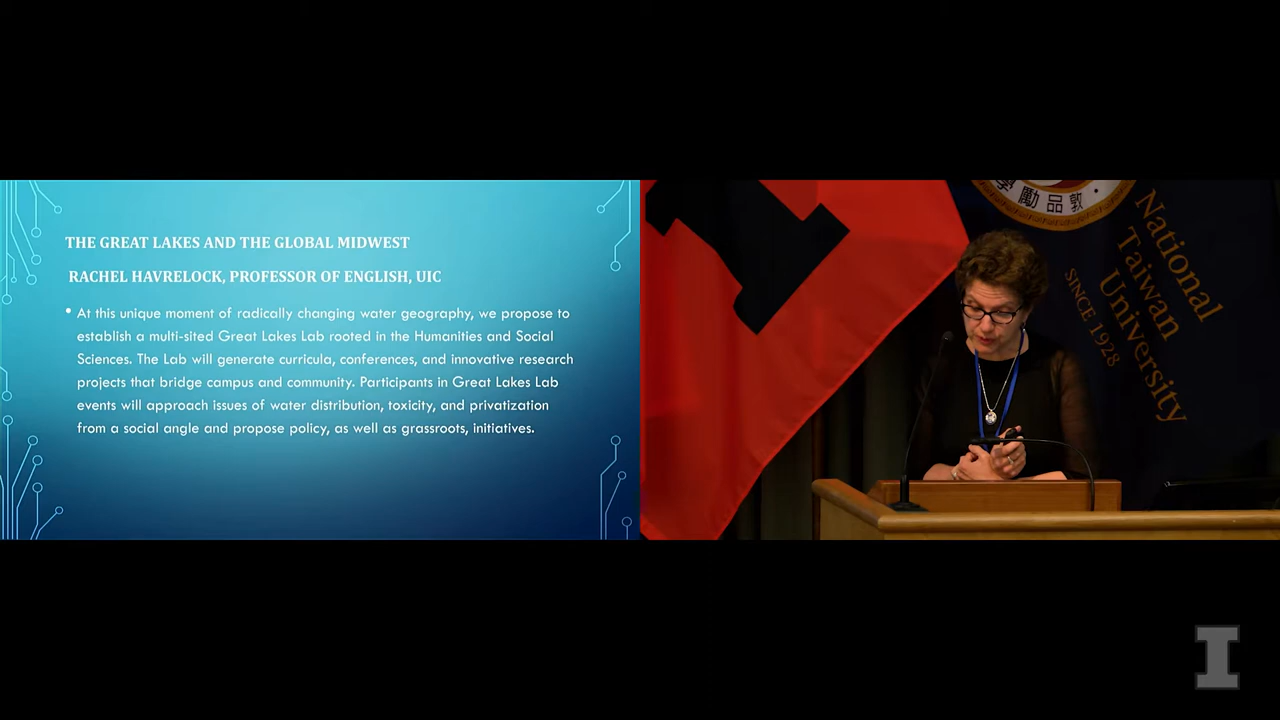 THE GREAT LAKES AND THE GLOBAL MIDWEST
RACHEL HAVRELOCK, PROFESSOR OF ENGLISH, UIC
• At this unique moment of radically changing water geography, we propose to
establish a multi-sited Great Lakes Lab rooted in the Humanities and Social
Sciences. The Lab will generate curricula, conferences, and innovative research
projects that bridge campus and community. Participants in Great Lakes Lab
events will approach issues of water distribution, toxicity, and privatization
from a social angle and propose policy, as well as grassroots, initiatives.
學勵品敦
National
Taiwan
University
SINCE 1928
I
I